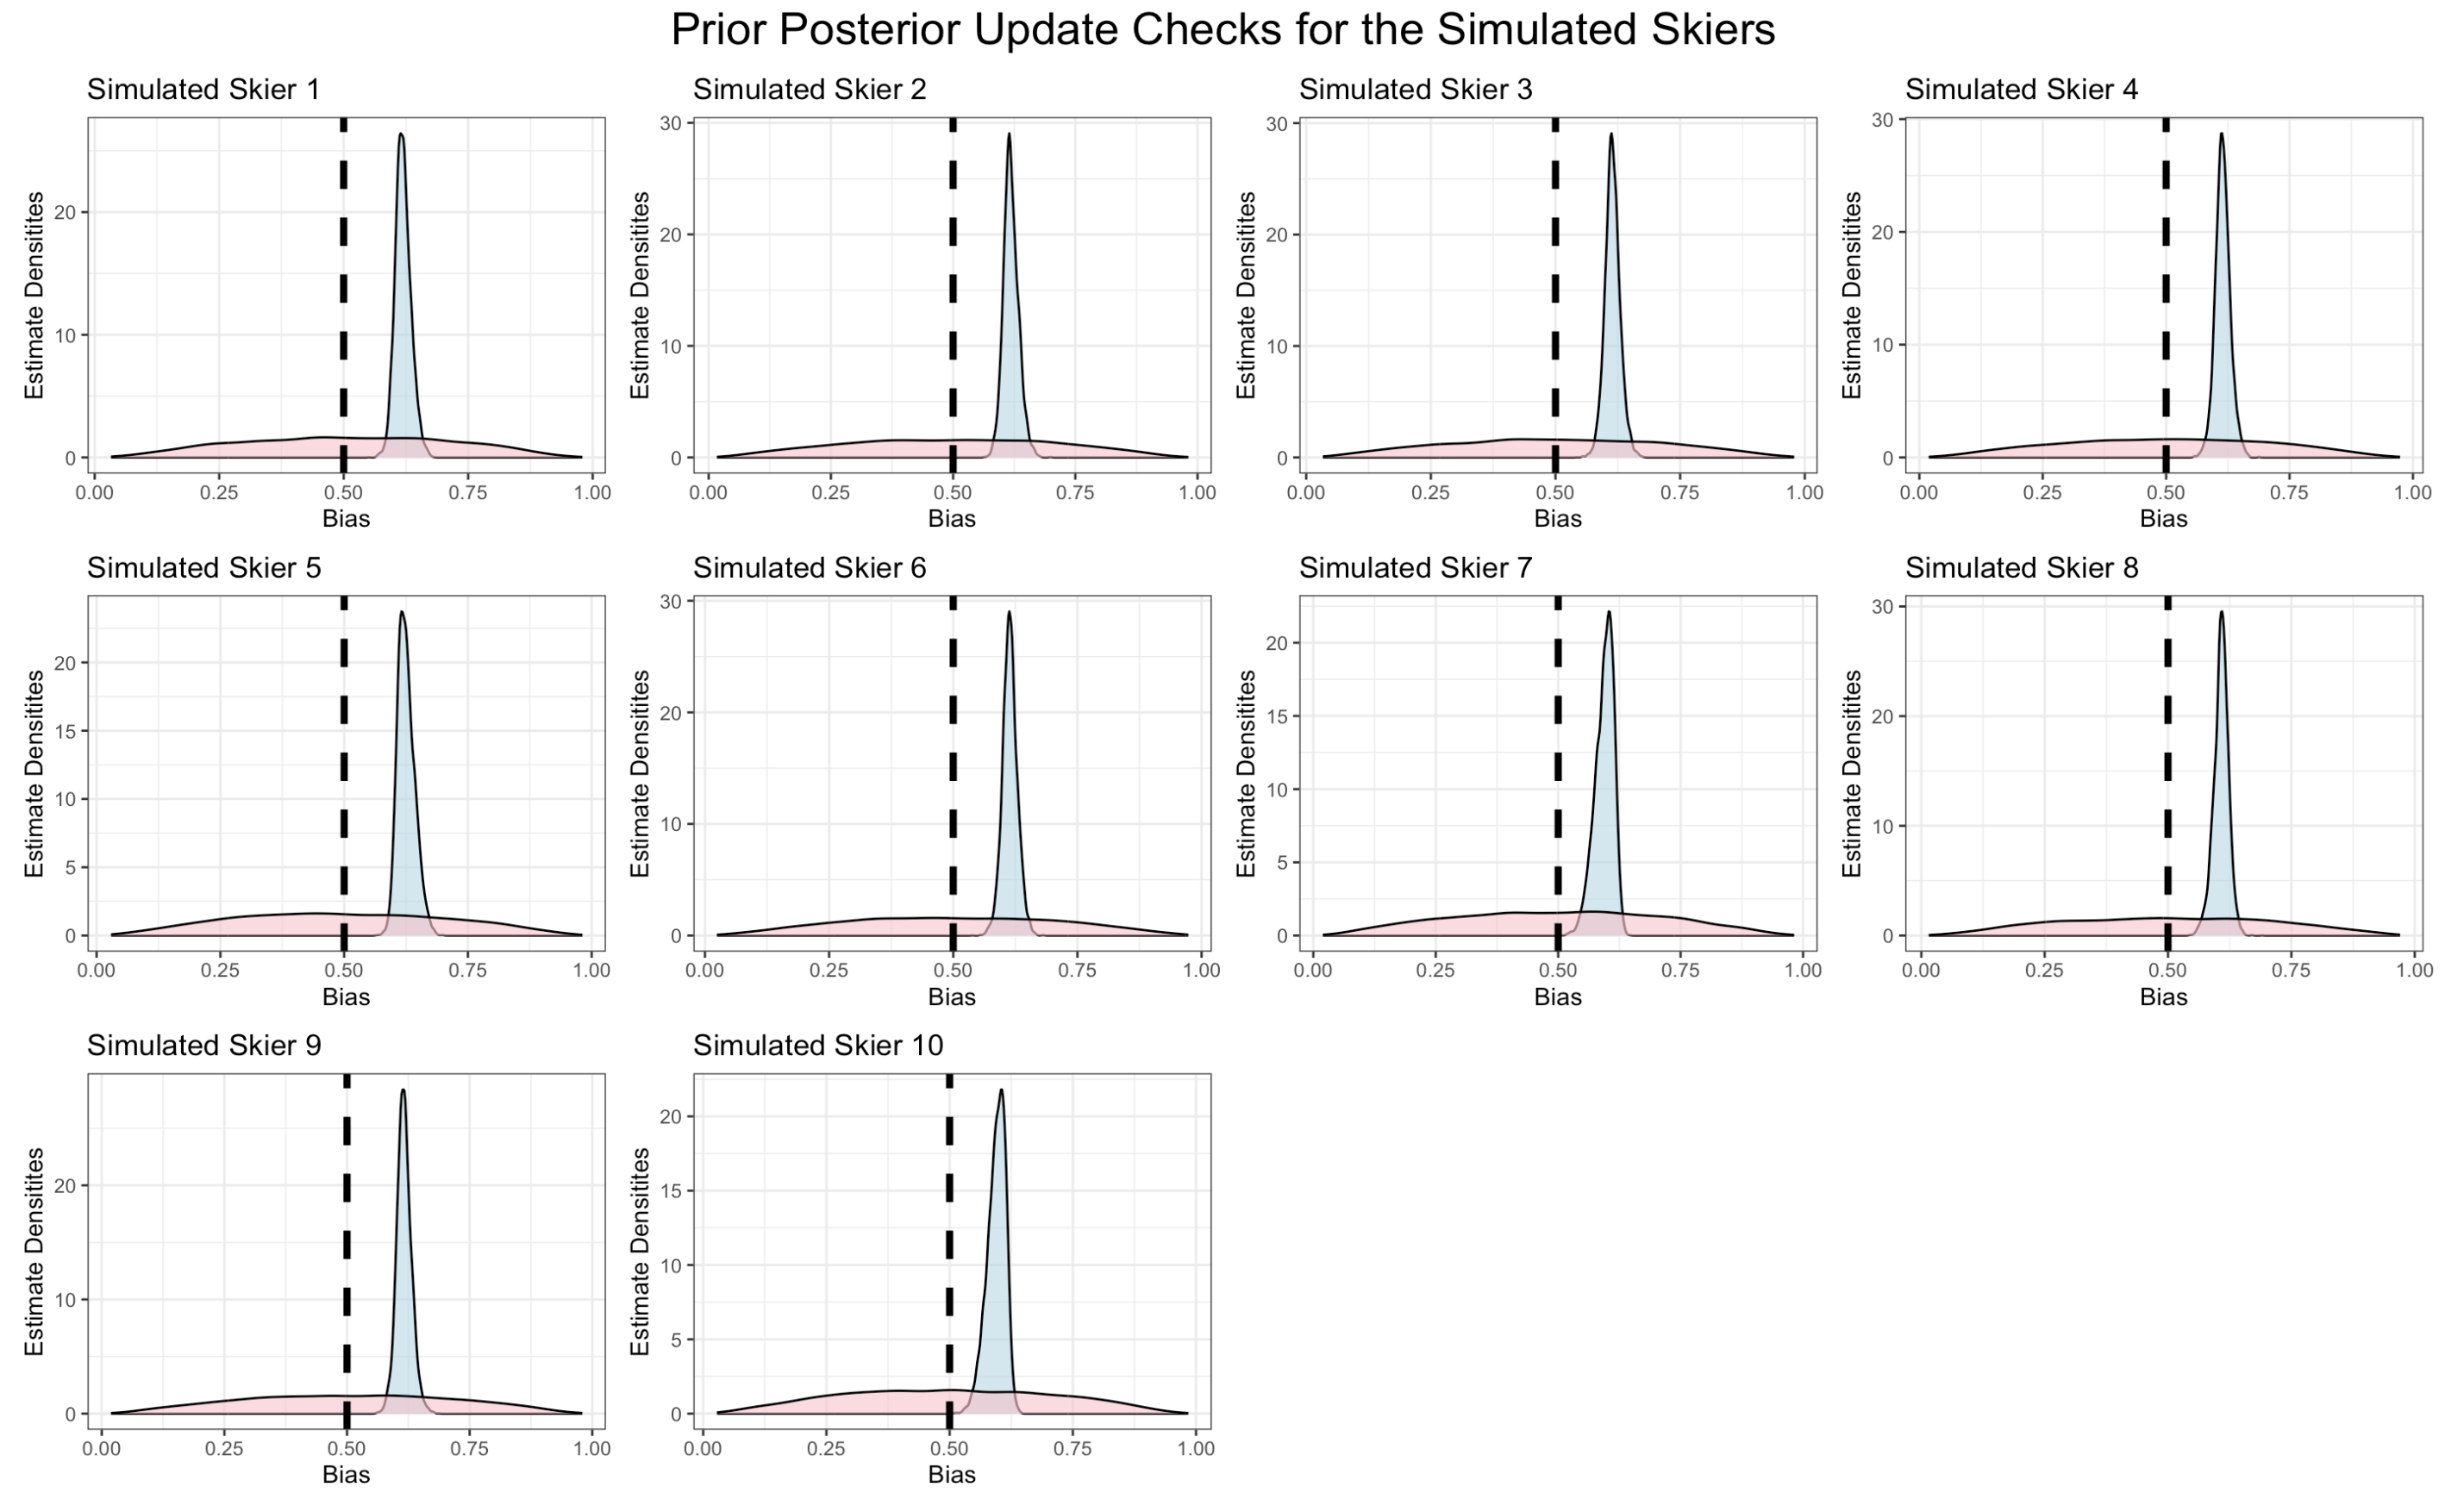 Prior Posterior Update Checks for the Simulated Skiers
Simulated Skier 1
Estimate Densitites
20
10
0
0.00 0.25 0.50 0.75 1.00
Bias
Simulated Skier 2
Estimate Densitites
30
20
10
0
0.00 0.25 0.50 0.75 1.00
Bias
Simulated Skier 3
Estimate Densitites
30
20
10
0
0.00 0.25 0.50 0.75 1.00
Bias
Simulated Skier 4
Estimate Densitites
30
20
10
0
0.00 0.25 0.50 0.75 1.00
Bias
Simulated Skier 5
Estimate Densitites
20
15
10
5
0
0.00 0.25 0.50 0.75 1.00
Bias
Simulated Skier 6
Estimate Densitites
30
20
10
0
0.00 0.25 0.50 0.75 1.00
Bias
Simulated Skier 7
Estimate Densitites
20
15
10
5
0
0.00 0.25 0.50 0.75 1.00
Bias
Simulated Skier 8
Estimate Densitites
30
20
10
0
0.00 0.25 0.50 0.75 1.00
Bias
Simulated Skier 9
Estimate Densitites
20
10
0
0.00 0.25 0.50 0.75 1.00
Bias
Simulated Skier 10
Estimate Densitites
20
15
10
5
0
0.00 0.25 0.50 0.75 1.00
Bias